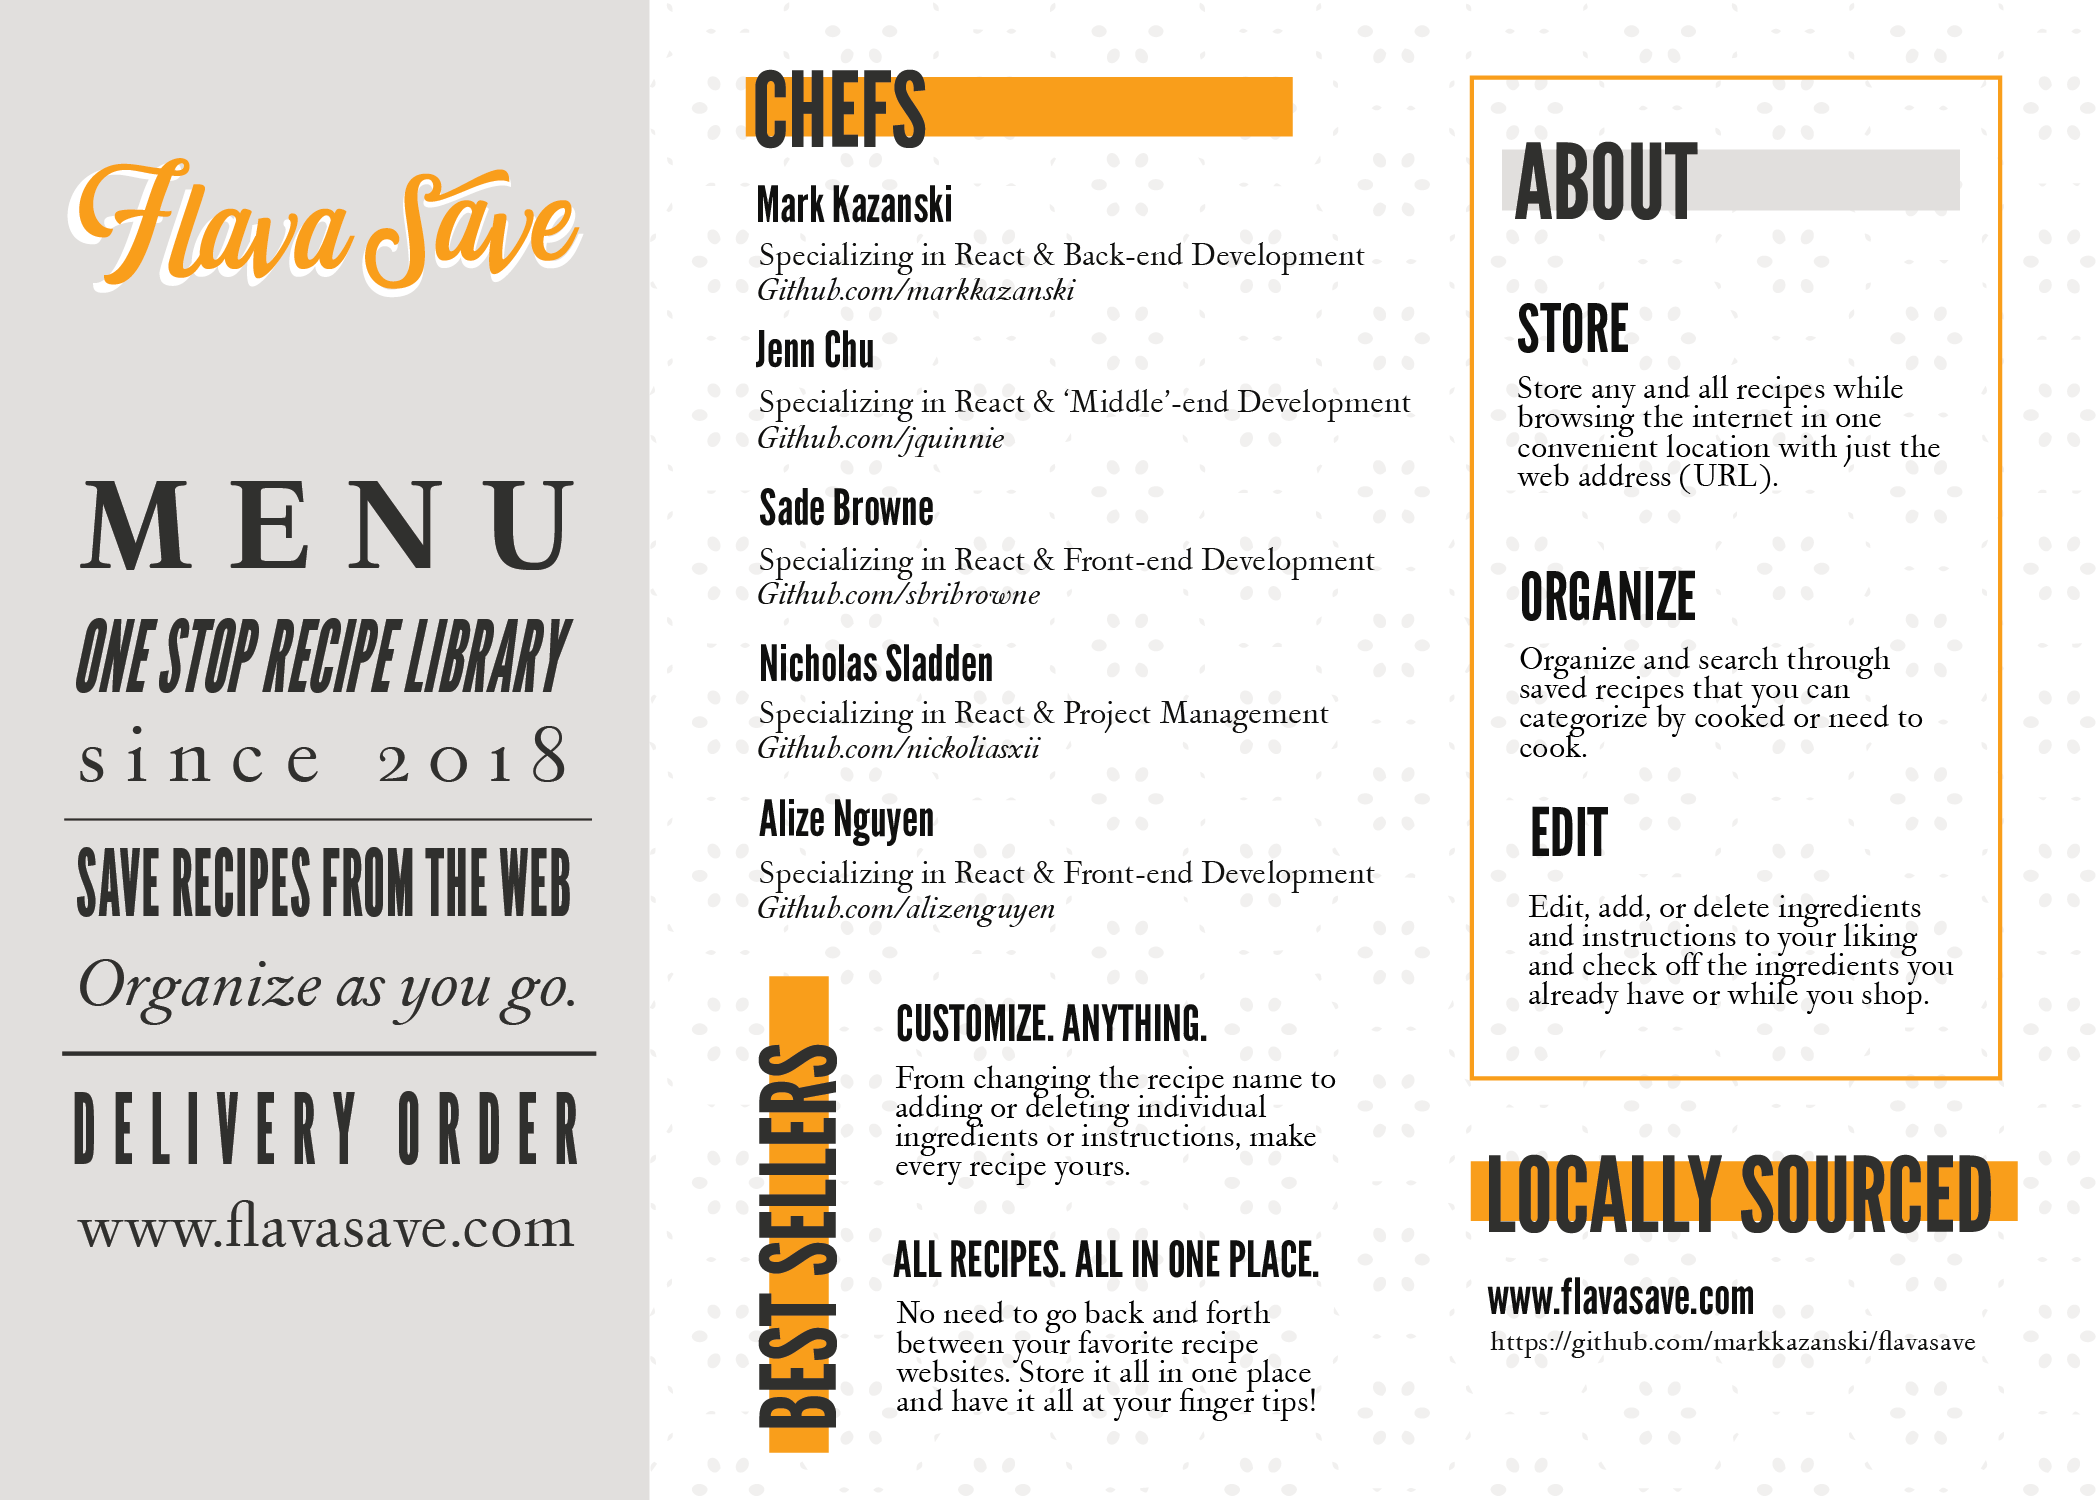 Flava Save
MENU
ONE STOP RECIPE LIBRARY
since 2018
SAVE RECIPES FROM THE WEB
Organize as you go.
DELIVERY ORDER
www.flavasave.com
CHEFS
Mark Kazanski
Specializing in React & Back-end Development
Github.com/markkazanski
Jenn Chu
Specializing in React & ‘Middle’-end Development
Github.com/jquinnie
Sade Browne
Specializing in React & Front-end Development
Github.com/sbribrowne
Nicholas Sladden
Specializing in React & Project Management
Github.com/nickoliasxii
Alize Nguyen
Specializing in React & Front-end Development
Github.com/alizenguyen
BEST SELLERS
CUSTOMIZE. ANYTHING.
From changing the recipe name to
adding or deleting individual
ingredients or instructions, make
every recipe yours.
ALL RECIPES. ALL IN ONE PLACE.
No need to go back and forth
between your favorite recipe
websites. Store it all in one place
and have it all at your finger tips!
ABOUT
STORE
Store any and all recipes while
browsing the internet in one
convenient location with just the
web address (URL).
ORGANIZE
Organize and search through
saved recipes that you can
categorize by cooked or need to
cook.
EDIT
Edit, add, or delete ingredients
and instructions to your liking
and check off the ingredients you
already have or while you shop.
LOCALLY SOURCED
www.flavasave.com
https://github.com/markkazanski/flavasave